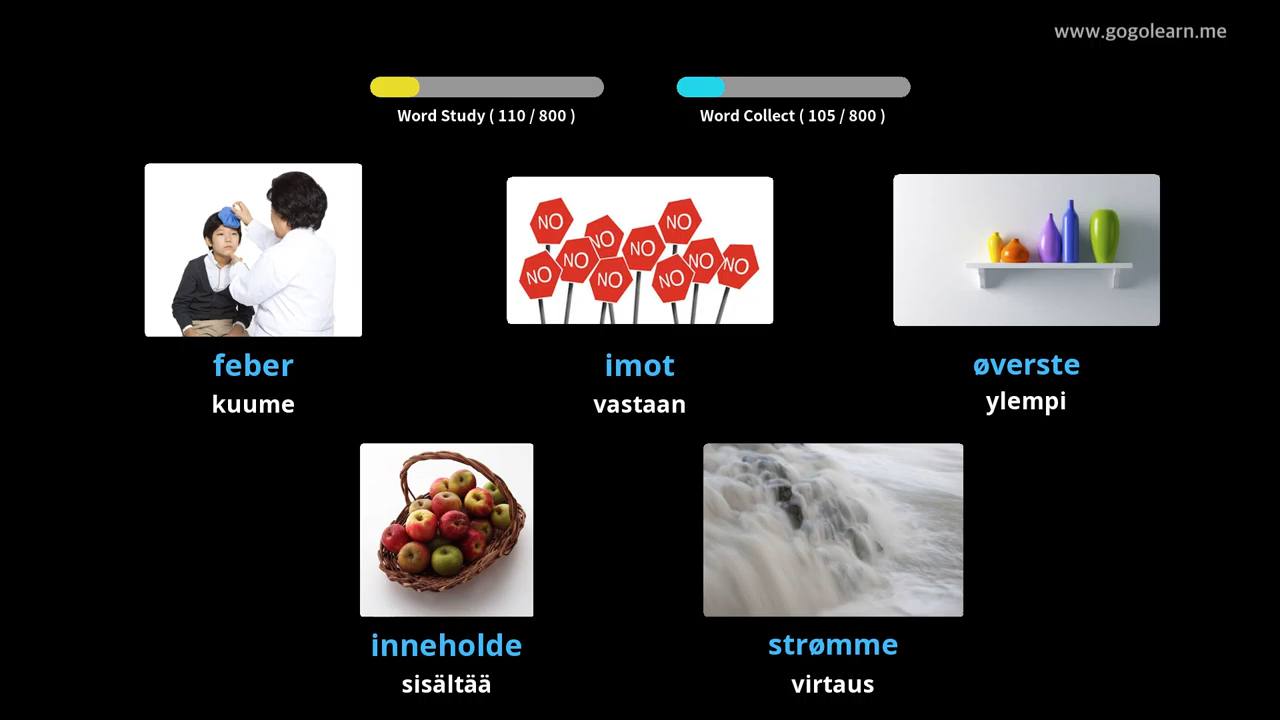 www.gogolearn.me
Word Study ( 110 / 800 )
Word Collect ( 105 / 800 )
NO NO NO NO NO NO NO NO NO NO
feber
kuume
imot
vastaan
øverste
ylempi
inneholde
sisältää
strømme
virtaus